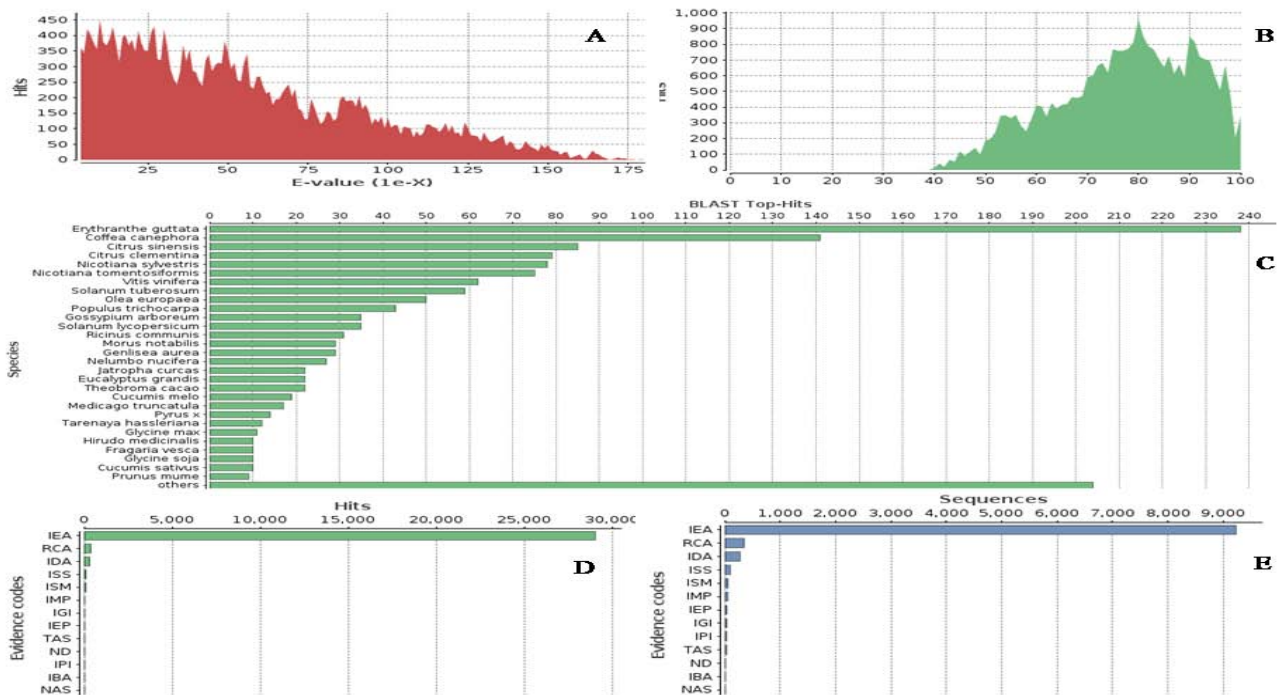 450
400
350
300
250
200
150
100
50
0
Hits
A
25 50 75 100 125 150 175
E-value (1e-X)
1,000
900
800
700
600
500
400
300
200
100
0
B
0 10 20 30 40 50 60 70 80 90 100
BLAST Top-Hits
0 10 20 30 40 50 60 70 80 90 100 110 120 130 140 150 160 170 180 190 200 210 220 230 240
Species
Erythranthe guttata
Coffea canephora
Citrus sinensis
Citrus clementina
Nicotiana sylvestris
Nicotiana tomentosiformis
Vitis vinifera
Solanum tuberosum
Olea europaea
Populus trichocarpa
Gossypium arboreum
Solanum lycopersicum
Ricinus communis
Morus notabilis
Genlisea aurea
Nelumbo nucifera
Jatropha curcas
Eucalyptus grandis
Theobroma cacao
Cucumis melo
Medicago truncatula
Pyrus x
Tarenaya hassleriana
Glycine max
Hirudo medicinalis
Fragaria vesca
Glycine soja
Cucumis sativus
Prunus mume
others
C
Hits
0 5,000 10,000 15,000 20,000 25,000 30,000
Evidence codes
IEA
RCA
IDA
ISS
ISM
IMP
IGI
IEP
TAS
ND
IPI
IBA
NAS
D
Sequences
0 1,000 2,000 3,000 4,000 5,000 6,000 7,000 8,000 9,000
Evidence codes
IEA
RCA
IDA
ISS
ISM
IMP
IEP
IGI
IPI
TAS
ND
IBA
NAS
E